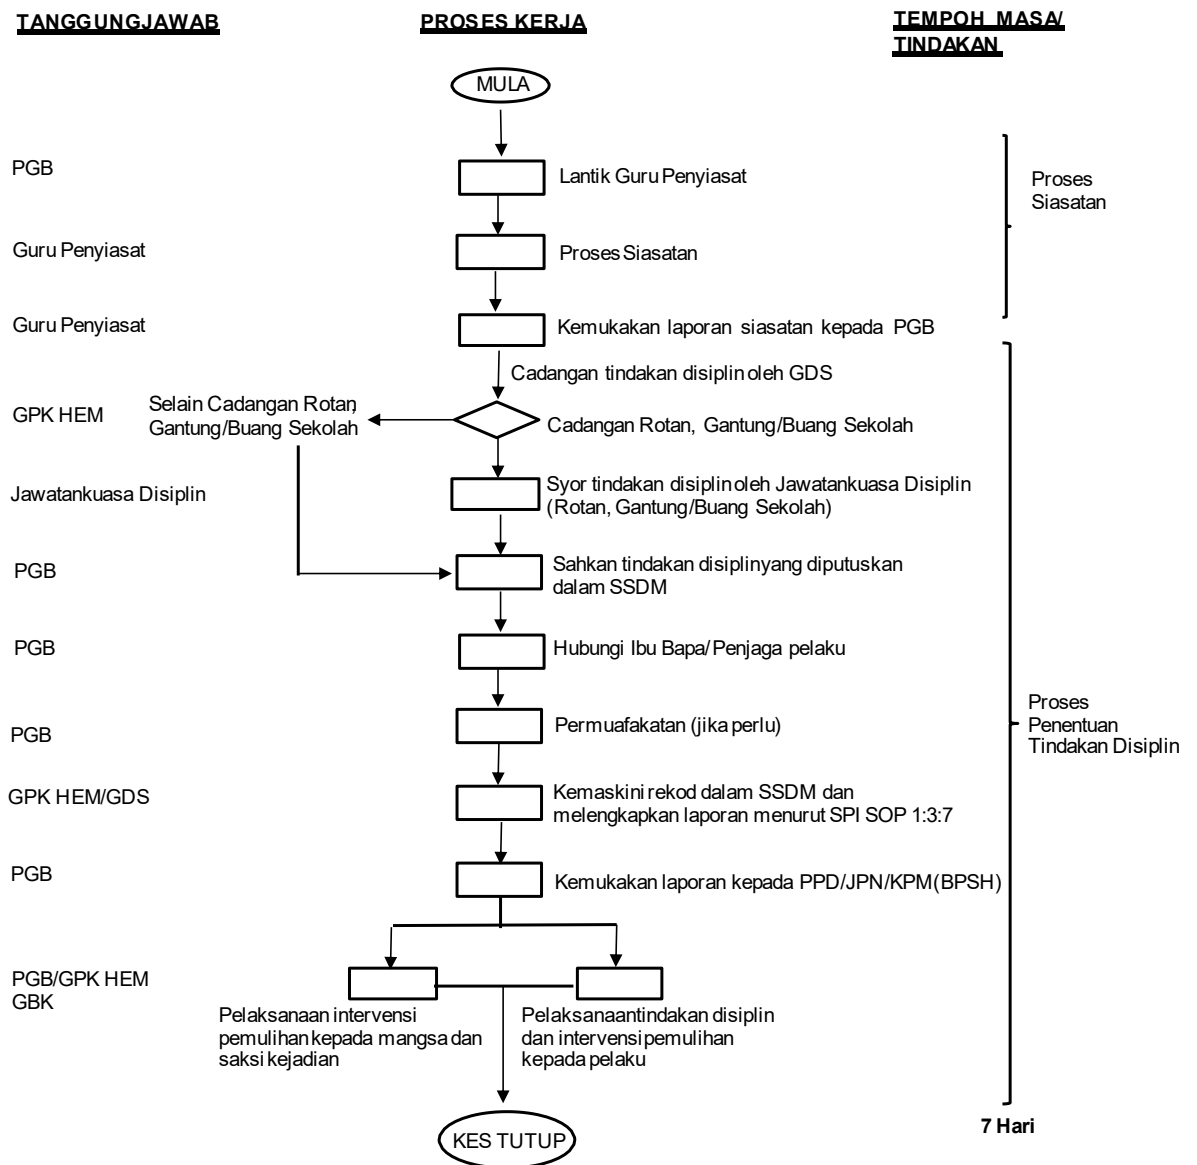 TANGGUNGJAWAB
PROSES KERJA
TEMPOH MASA/
TINDAKAN
MULA
PGB
Lantik Guru Penyiasat
Proses
Siasatan
Guru Penyiasat
Proses Siasatan
Guru Penyiasat
Kemukakan laporan siasatan kepada PGB
Cadangan tindakan disiplin oleh GDS
GPK HEM
Selain Cadangan Rotan,
Gantung/Buang Sekolah
Cadangan Rotan, Gantung/Buang Sekolah
Jawatankuasa Disiplin
Syor tindakan disiplin oleh Jawatankuasa Disiplin
(Rotan, Gantung/Buang Sekolah)
PGB
Sahkan tindakan disiplin yang diputuskan
dalam SSDM
PGB
Hubungi Ibu Bapa/Penjaga pelaku
PGB
Permuafakatan (jika perlu)
Proses
Penentuan
Tindakan Disiplin
GPK HEM/GDS
Kemaskini rekod dalam SSDM dan
melengkapkan laporan menurut SPI SOP 1:3:7
PGB
Kemukakan laporan kepada PPD/JPN/KPM(BPSH)
PGB/GPK HEM
GBK
Pelaksanaan intervensi
pemulihan kepada mangsa dan
saksi kejadian
Pelaksanaan tindakan disiplin
dan intervensi pemulihan
kepada pelaku
7 Hari
KES TUTUP